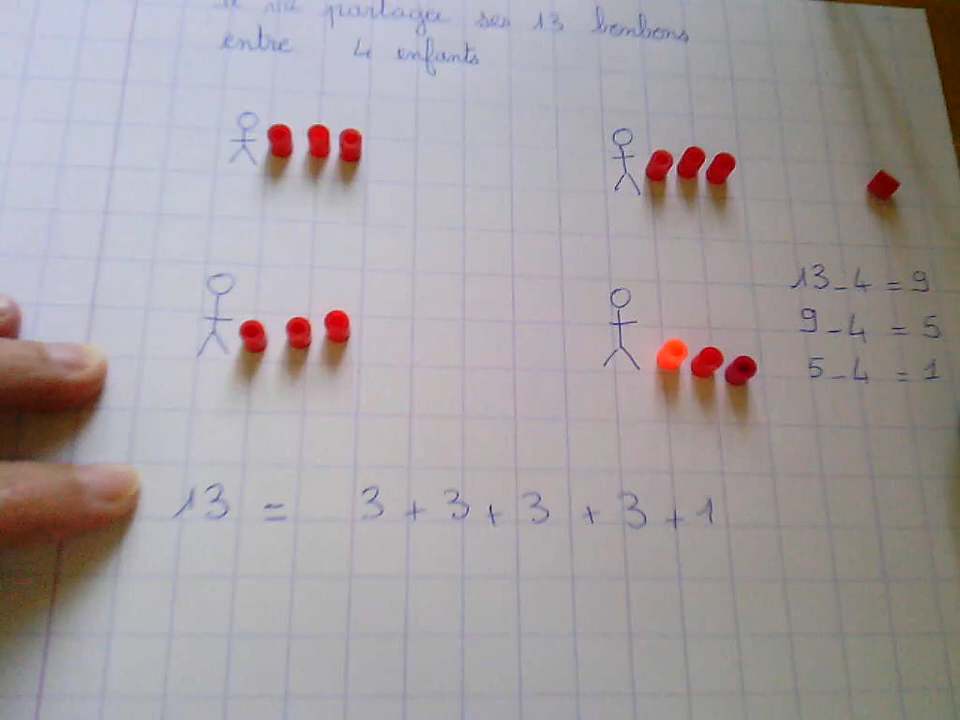 partage ses 13 bonbons
entre 4 enfants
13 - 4 = 9
9 - 4 = 5
5 - 4 = 1
13 = 3 + 3 + 3 + 3 + 1